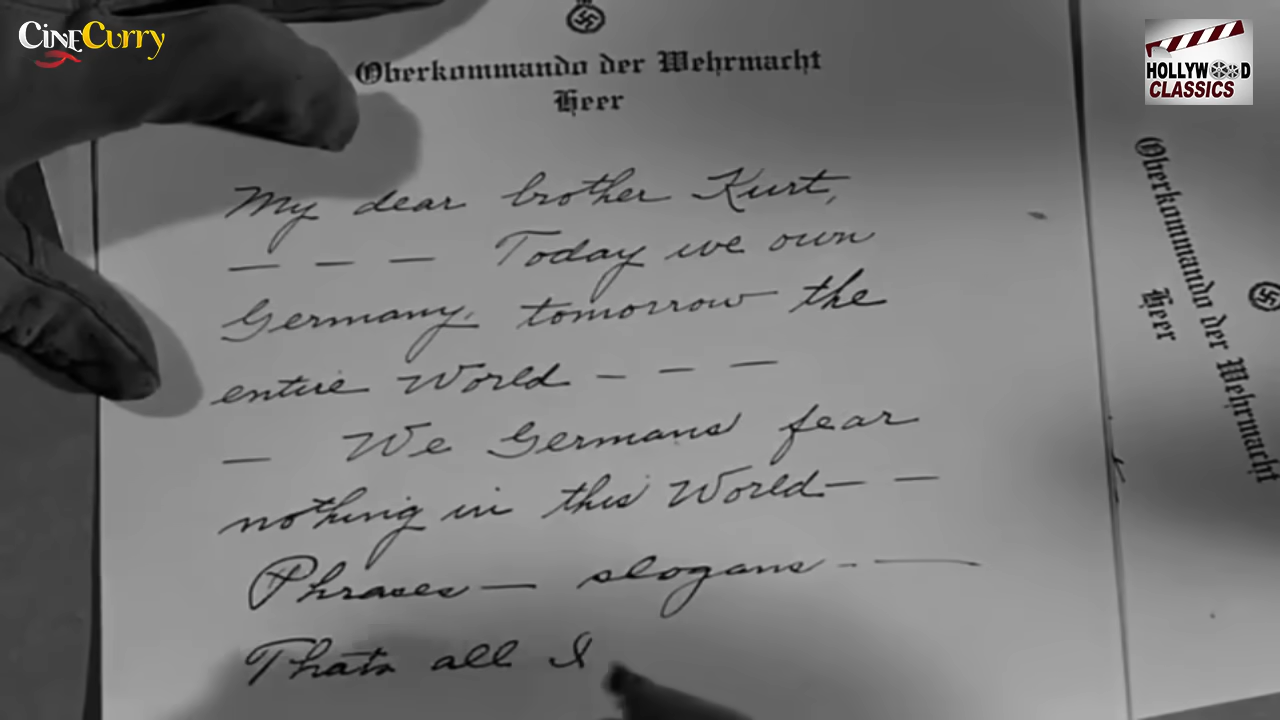 CineCurry
HOLLYWOOD
CLASSICS
Oberkommando der Wehrmacht
Heer
My dear brother Kurt,
— — — Today we own
Germany, tomorrow the
entire World — — —
— We Germans fear
nothing in this World — —
Phrases — slogans - —
Thats all I
Oberkommando der Wehrmacht
Heer